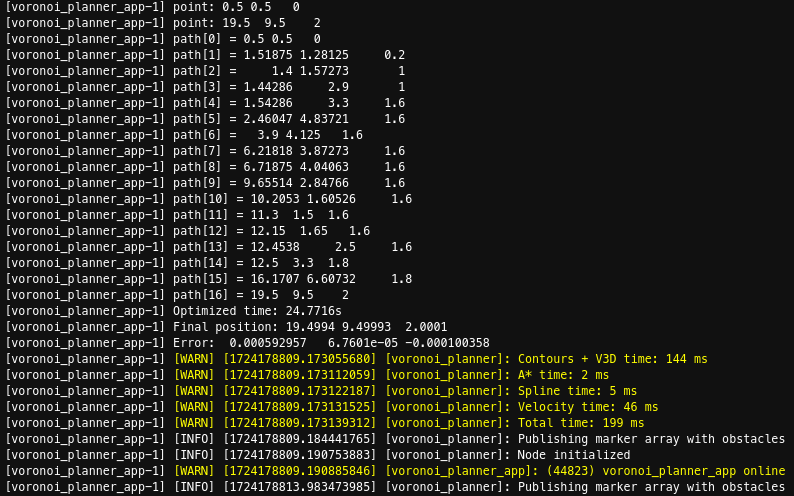 [voronoi_planner_app-1] point: 0.5 0.5   0
[voronoi_planner_app-1] point: 19.5  9.5    2
[voronoi_planner_app-1] path[0] = 0.5 0.5   0
[voronoi_planner_app-1] path[1] = 1.51875 1.28125     0.2
[voronoi_planner_app-1] path[2] =     1.4 1.57273       1
[voronoi_planner_app-1] path[3] = 1.44286     2.9       1
[voronoi_planner_app-1] path[4] = 1.54286     3.3     1.6
[voronoi_planner_app-1] path[5] = 2.46047 4.83721     1.6
[voronoi_planner_app-1] path[6] =   3.9 4.125   1.6
[voronoi_planner_app-1] path[7] = 6.21818 3.87273     1.6
[voronoi_planner_app-1] path[8] = 6.71875 4.04063     1.6
[voronoi_planner_app-1] path[9] = 9.65514 2.84766     1.6
[voronoi_planner_app-1] path[10] = 10.2053 1.60526     1.6
[voronoi_planner_app-1] path[11] = 11.3  1.5  1.6
[voronoi_planner_app-1] path[12] = 12.15  1.65   1.6
[voronoi_planner_app-1] path[13] = 12.4538     2.5     1.6
[voronoi_planner_app-1] path[14] = 12.5  3.3  1.8
[voronoi_planner_app-1] path[15] = 16.1707 6.60732     1.8
[voronoi_planner_app-1] path[16] = 19.5  9.5    2
[voronoi_planner_app-1] Optimized time: 24.7716s
[voronoi_planner_app-1] Final position: 19.4994 9.49993  2.0001
[voronoi_planner_app-1] Error:  0.000592957   6.7601e-05 -0.000100358
[voronoi_planner_app-1] [WARN] [1724178809.173055680] [voronoi_planner]: Contours + V3D time: 144 ms
[voronoi_planner_app-1] [WARN] [1724178809.173112059] [voronoi_planner]: A* time: 2 ms
[voronoi_planner_app-1] [WARN] [1724178809.173122187] [voronoi_planner]: Spline time: 5 ms
[voronoi_planner_app-1] [WARN] [1724178809.173131525] [voronoi_planner]: Velocity time: 46 ms
[voronoi_planner_app-1] [WARN] [1724178809.173139312] [voronoi_planner]: Total time: 199 ms
[voronoi_planner_app-1] [INFO] [1724178809.184441765] [voronoi_planner]: Publishing marker array with obstacles
[voronoi_planner_app-1] [INFO] [1724178809.190753883] [voronoi_planner]: Node initialized
[voronoi_planner_app-1] [WARN] [1724178809.190885846] [voronoi_planner_app]: (44823) voronoi_planner_app online
[voronoi_planner_app-1] [INFO] [1724178813.983473985] [voronoi_planner]: Publishing marker array with obstacles